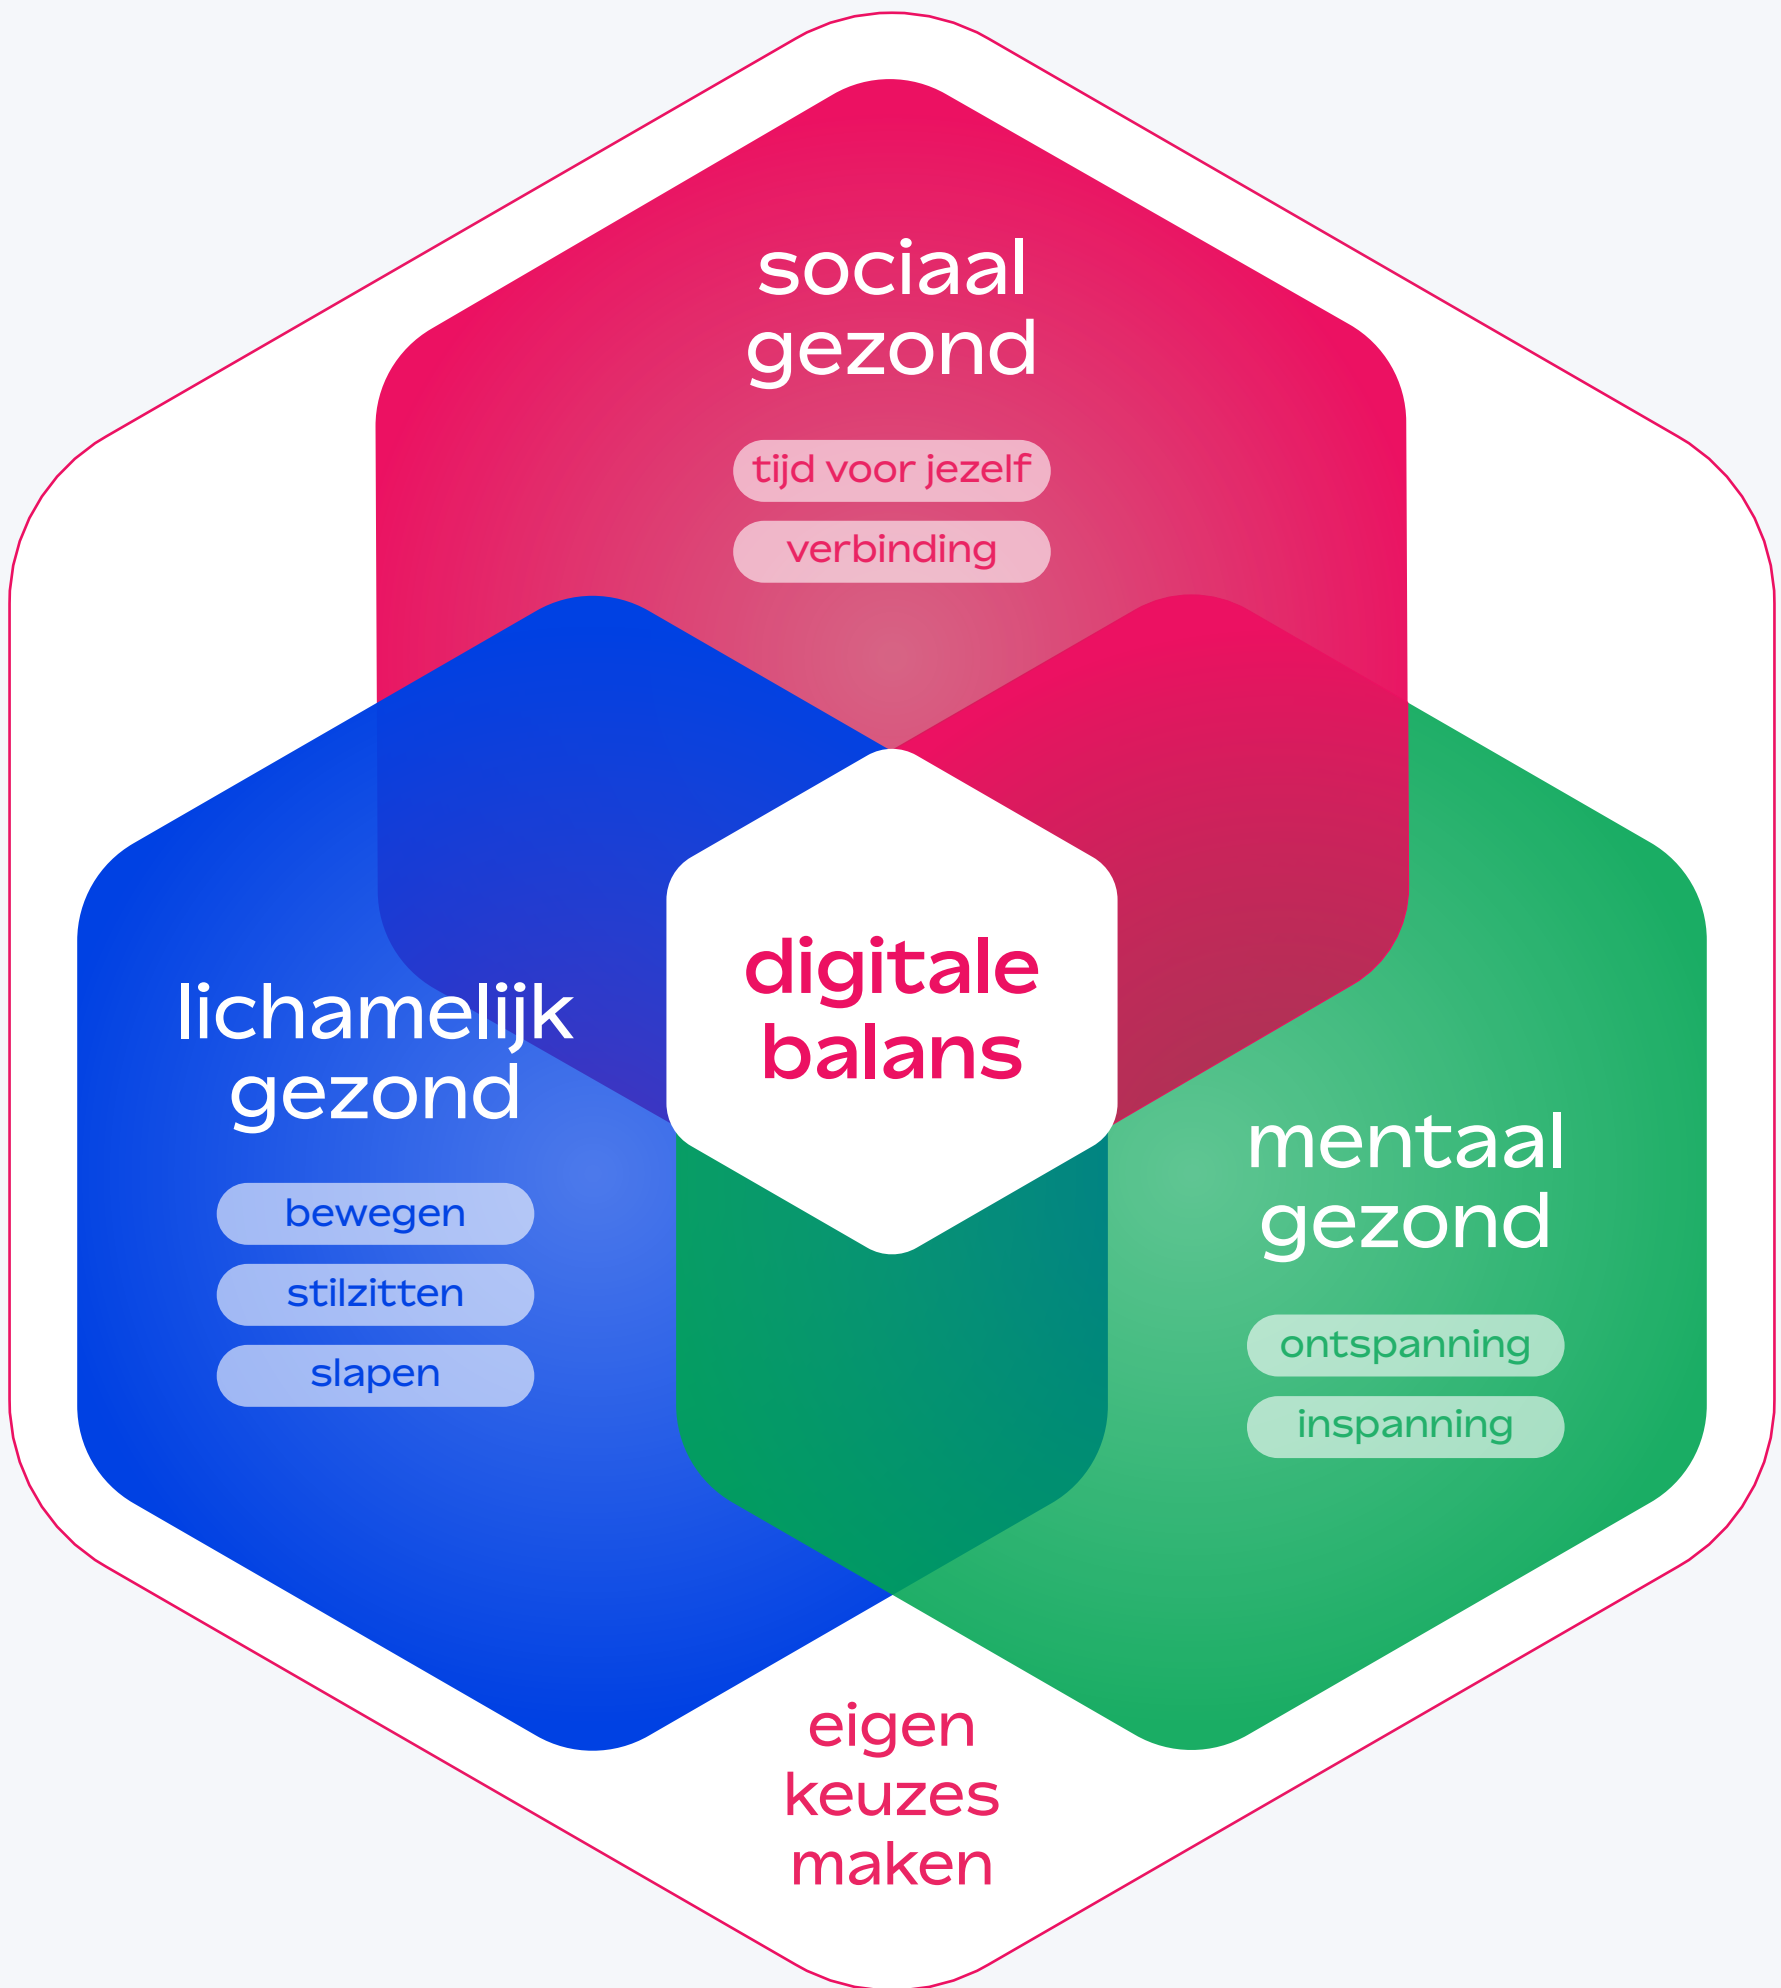 sociaal
gezond
tijd voor jezelf
verbinding
digitale
balans
lichamelijk
gezond
bewegen
stilzitten
slapen
mentaal
gezond
ontspanning
inspanning
eigen
keuzes
maken